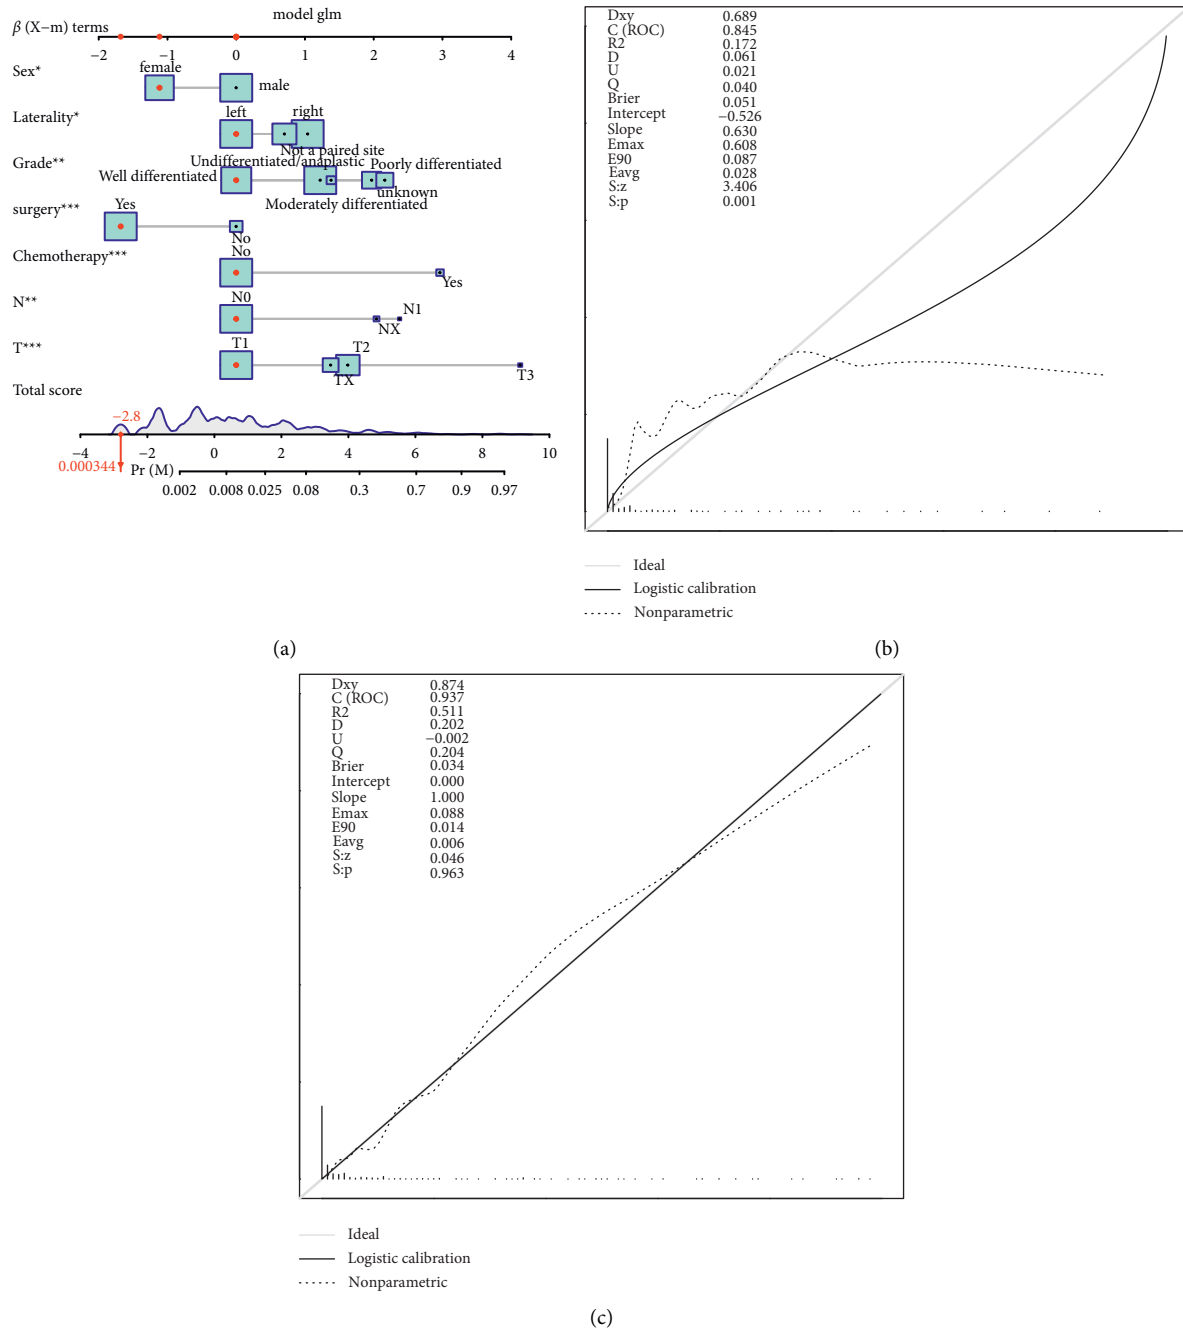 model glm
β (X−m) terms
−2 −1 0 1 2 3 4
Sex*
female
male
Laterality*
left
right
Not a paired site
Grade**
Undifferentiated/anaplastic
Poorly differentiated
Well differentiated
unknown
Moderately differentiated
surgery***
Yes
No
Chemotherapy***
No
Yes
N**
N0
N1
NX
T***
T1
T2
TX
T3
Total score
−2.8
−4 −2 0 2 4 6 8 10
0.000344
Pr (M)
0.002 0.008 0.025 0.08 0.3 0.7 0.9 0.97
(a)
Dxy 0.689
C (ROC) 0.845
R2 0.172
D 0.061
U 0.021
Q 0.040
Brier 0.051
Intercept −0.526
Slope 0.630
Emax 0.608
E90 0.087
Eavg 0.028
S:z 3.406
S:p 0.001
Ideal
Logistic calibration
Nonparametric
(b)
Dxy 0.874
C (ROC) 0.937
R2 0.511
D 0.202
U −0.002
Q 0.204
Brier 0.034
Intercept 0.000
Slope 1.000
Emax 0.088
E90 0.014
Eavg 0.006
S:z 0.046
S:p 0.963
Ideal
Logistic calibration
Nonparametric
(c)